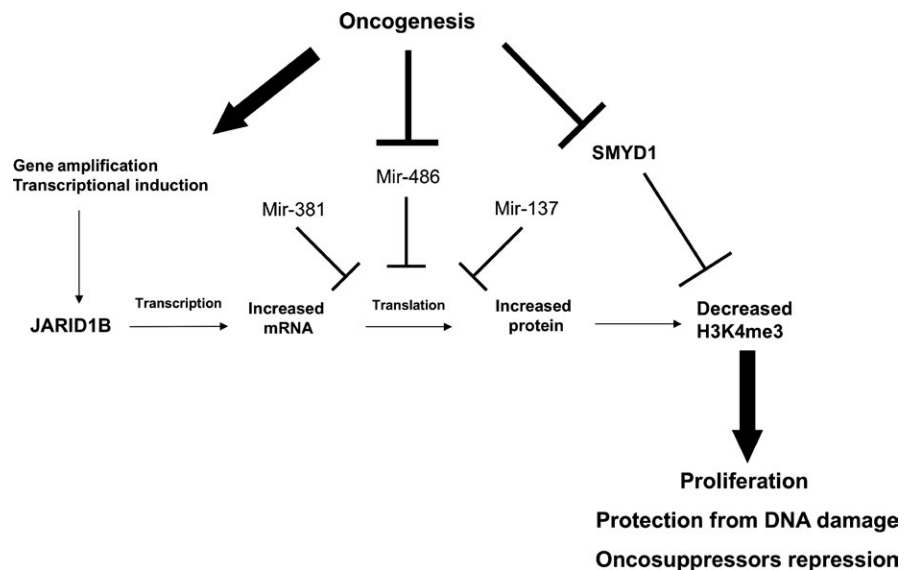 Oncogenesis
Gene amplification
Transcriptional induction
Mir-486
SMYD1
Mir-381
Mir-137
JARID1B
Transcription
Increased
mRNA
Translation
Increased
protein
Decreased
H3K4me3
Proliferation
Protection from DNA damage
Oncosuppressors repression